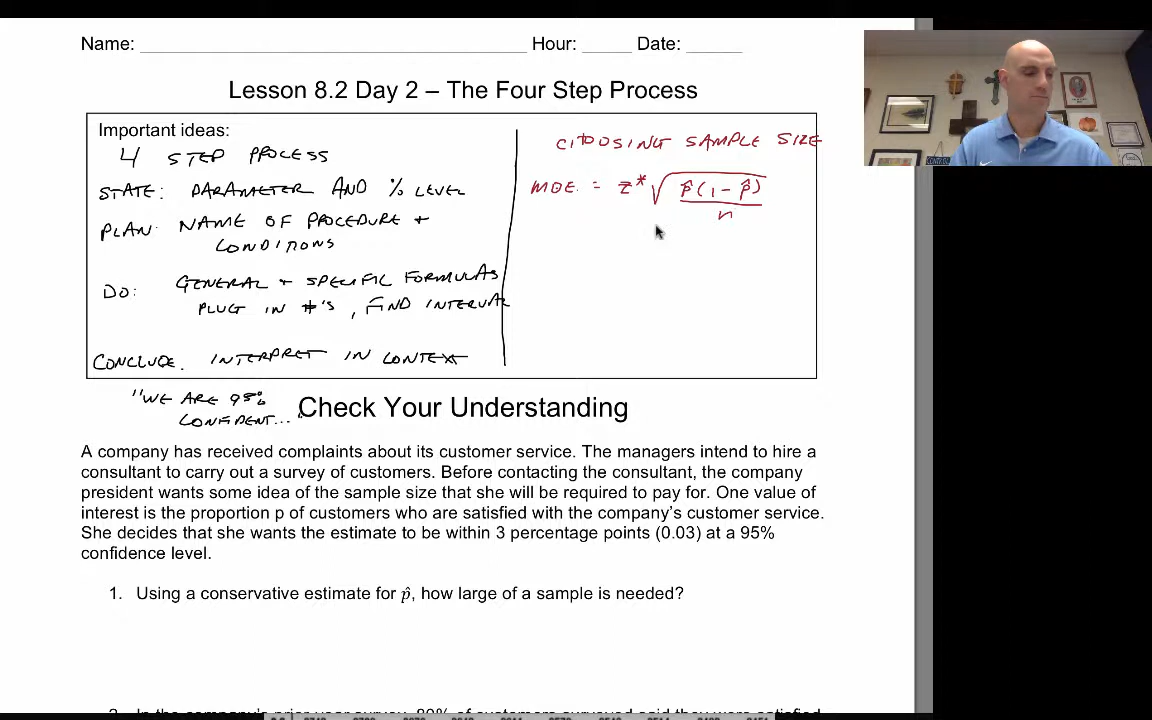 Name: ________ Hour: _____ Date: ______
Lesson 8.2 Day 2 – The Four Step Process
Important ideas:
4 STEP PROCESS
STATE: PARAMETER AND % LEVEL
PLAN: NAME OF PROCEDURE +
CONDITIONS
DO: GENERAL + SPECIFIC FORMULAS
PLUG IN #'S, FIND INTERVAL
CONCLUDE. INTERPRET IN CONTEXT
"WE ARE 95%
CONFIDENT...
CHOOSING SAMPLE SIZE
MOE = Z*√(p̂(1-p̂)/n)
Check Your Understanding
A company has received complaints about its customer service. The managers intend to hire a
consultant to carry out a survey of customers. Before contacting the consultant, the company
president wants some idea of the sample size that she will be required to pay for. One value of
interest is the proportion p of customers who are satisfied with the company's customer service.
She decides that she wants the estimate to be within 3 percentage points (0.03) at a 95%
confidence level.
1. Using a conservative estimate for p̂, how large of a sample is needed?